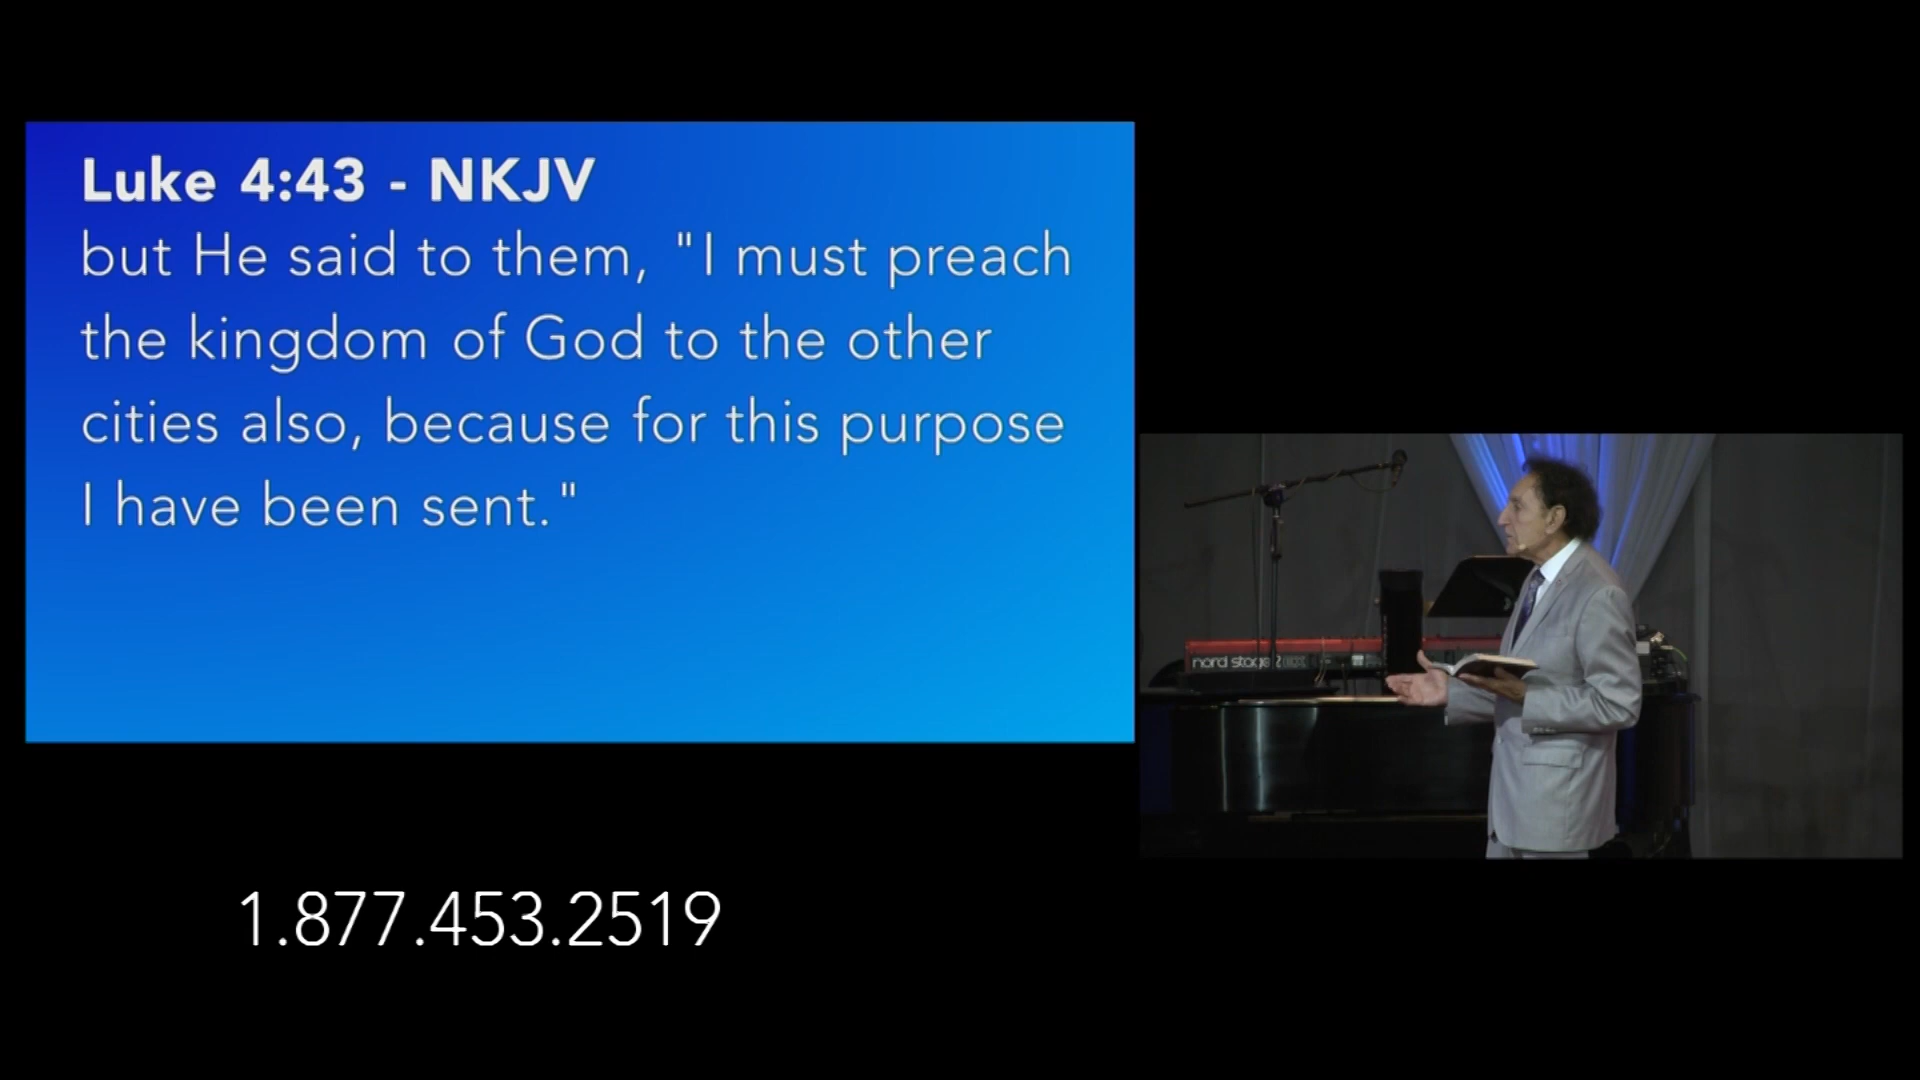 Luke 4:43 - NKJV
but He said to them, "I must preach
the kingdom of God to the other
cities also, because for this purpose
I have been sent."
nord stage 2
1.877.453.2519